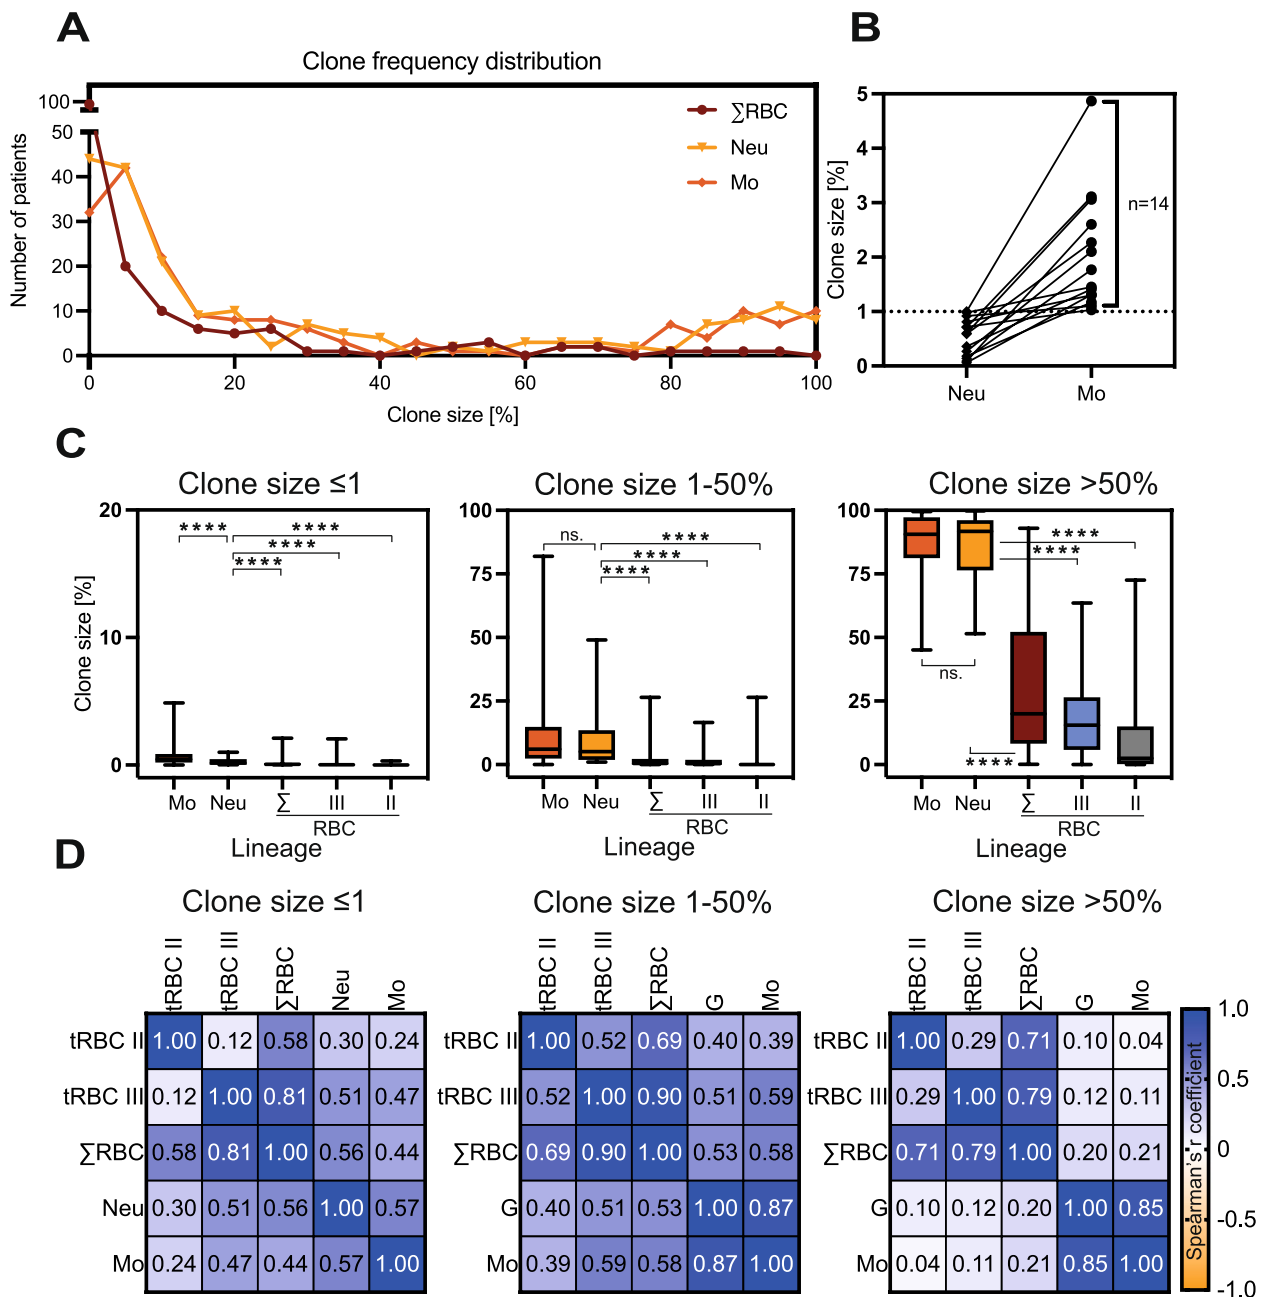 A
Clone frequency distribution
Number of patients
100
50
40
30
20
10
0
∑RBC
Neu
Mo
0 20 40 60 80 100
Clone size [%]
B
Clone size [%]
5
4
3
2
1
0
n=14
Neu Mo
C
Clone size ≤1
Clone size [%]
20
10
0
**** ****
****
****
Mo Neu ∑ III II
RBC
Lineage
Clone size 1-50%
100
75
50
25
0
ns. ****
****
****
Mo Neu ∑ III II
RBC
Lineage
Clone size >50%
100
75
50
25
0
****
****
ns.
****
Mo Neu ∑ III II
RBC
Lineage
D
Clone size ≤1
tRBC II tRBC III ∑RBC Neu Mo
tRBC II 1.00 0.12 0.58 0.30 0.24
tRBC III 0.12 1.00 0.81 0.51 0.47
∑RBC 0.58 0.81 1.00 0.56 0.44
Neu 0.30 0.51 0.56 1.00 0.57
Mo 0.24 0.47 0.44 0.57 1.00
Clone size 1-50%
tRBC II tRBC III ∑RBC G Mo
tRBC II 1.00 0.52 0.69 0.40 0.39
tRBC III 0.52 1.00 0.90 0.51 0.59
∑RBC 0.69 0.90 1.00 0.53 0.58
G 0.40 0.51 0.53 1.00 0.87
Mo 0.39 0.59 0.58 0.87 1.00
Clone size >50%
tRBC II tRBC III ∑RBC G Mo
tRBC II 1.00 0.29 0.71 0.10 0.04
tRBC III 0.29 1.00 0.79 0.12 0.11
∑RBC 0.71 0.79 1.00 0.20 0.21
G 0.10 0.12 0.20 1.00 0.85
Mo 0.04 0.11 0.21 0.85 1.00
Spearman's r coefficient
1.0
0.5
0
-0.5
-1.0